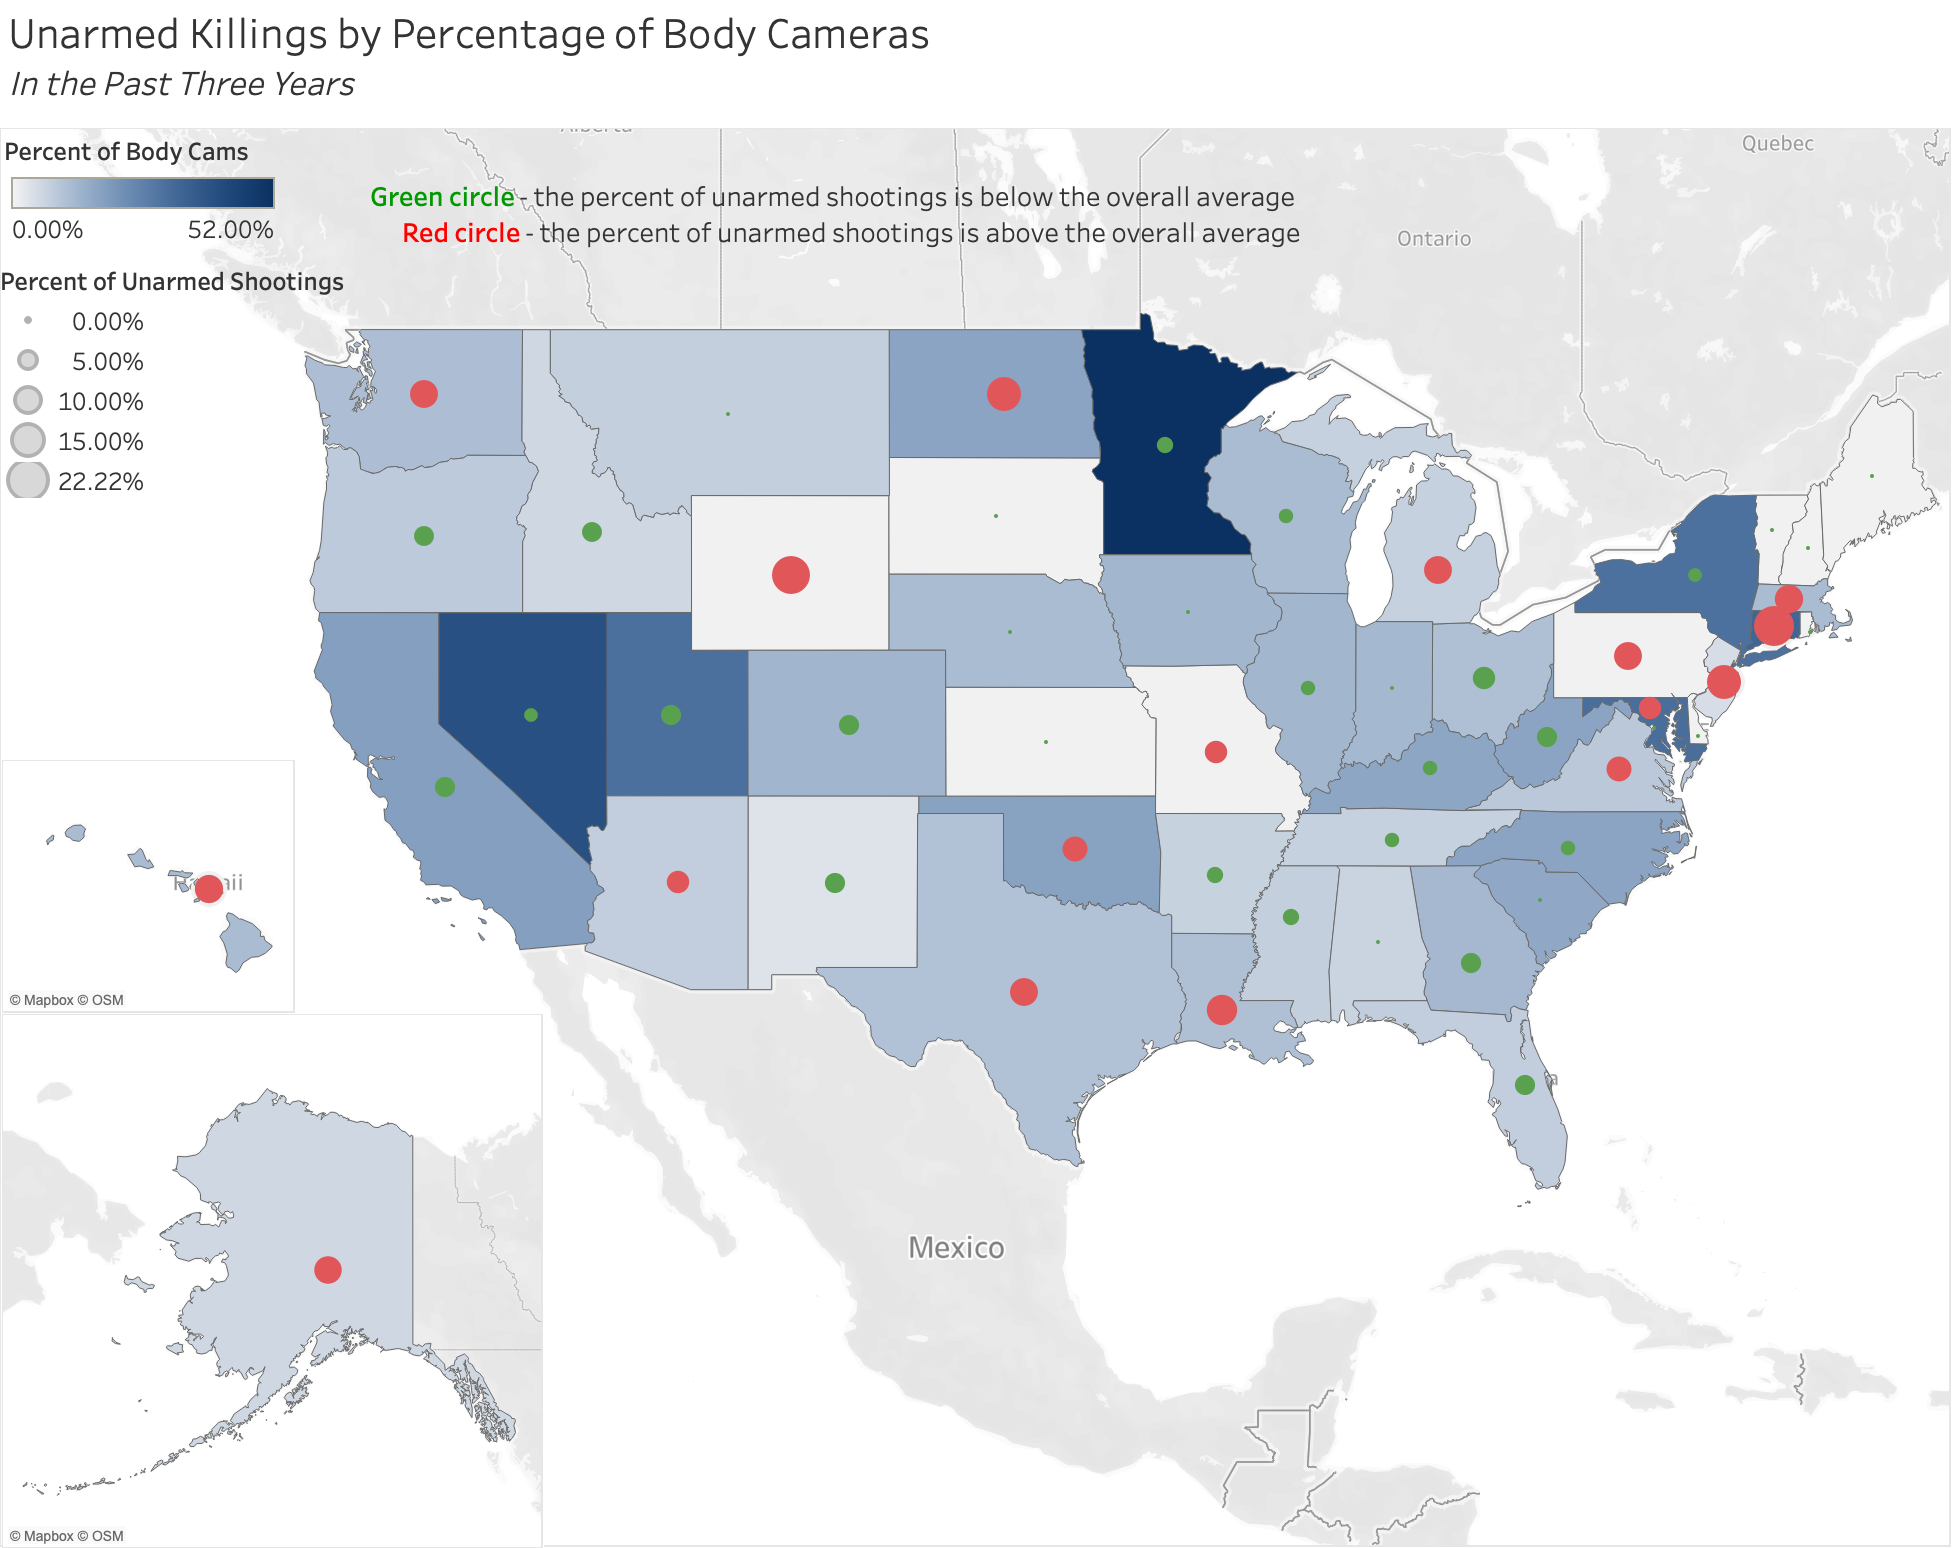 Unarmed Killings by Percentage of Body Cameras
In the Past Three Years
Alberta
Quebec
Percent of Body Cams
0.00% 52.00%
Green circle - the percent of unarmed shootings is below the overall average
Red circle - the percent of unarmed shootings is above the overall average
Ontario
Percent of Unarmed Shootings
0.00%
5.00%
10.00%
15.00%
22.22%
© Mapbox © OSM
Mexico
© Mapbox © OSM